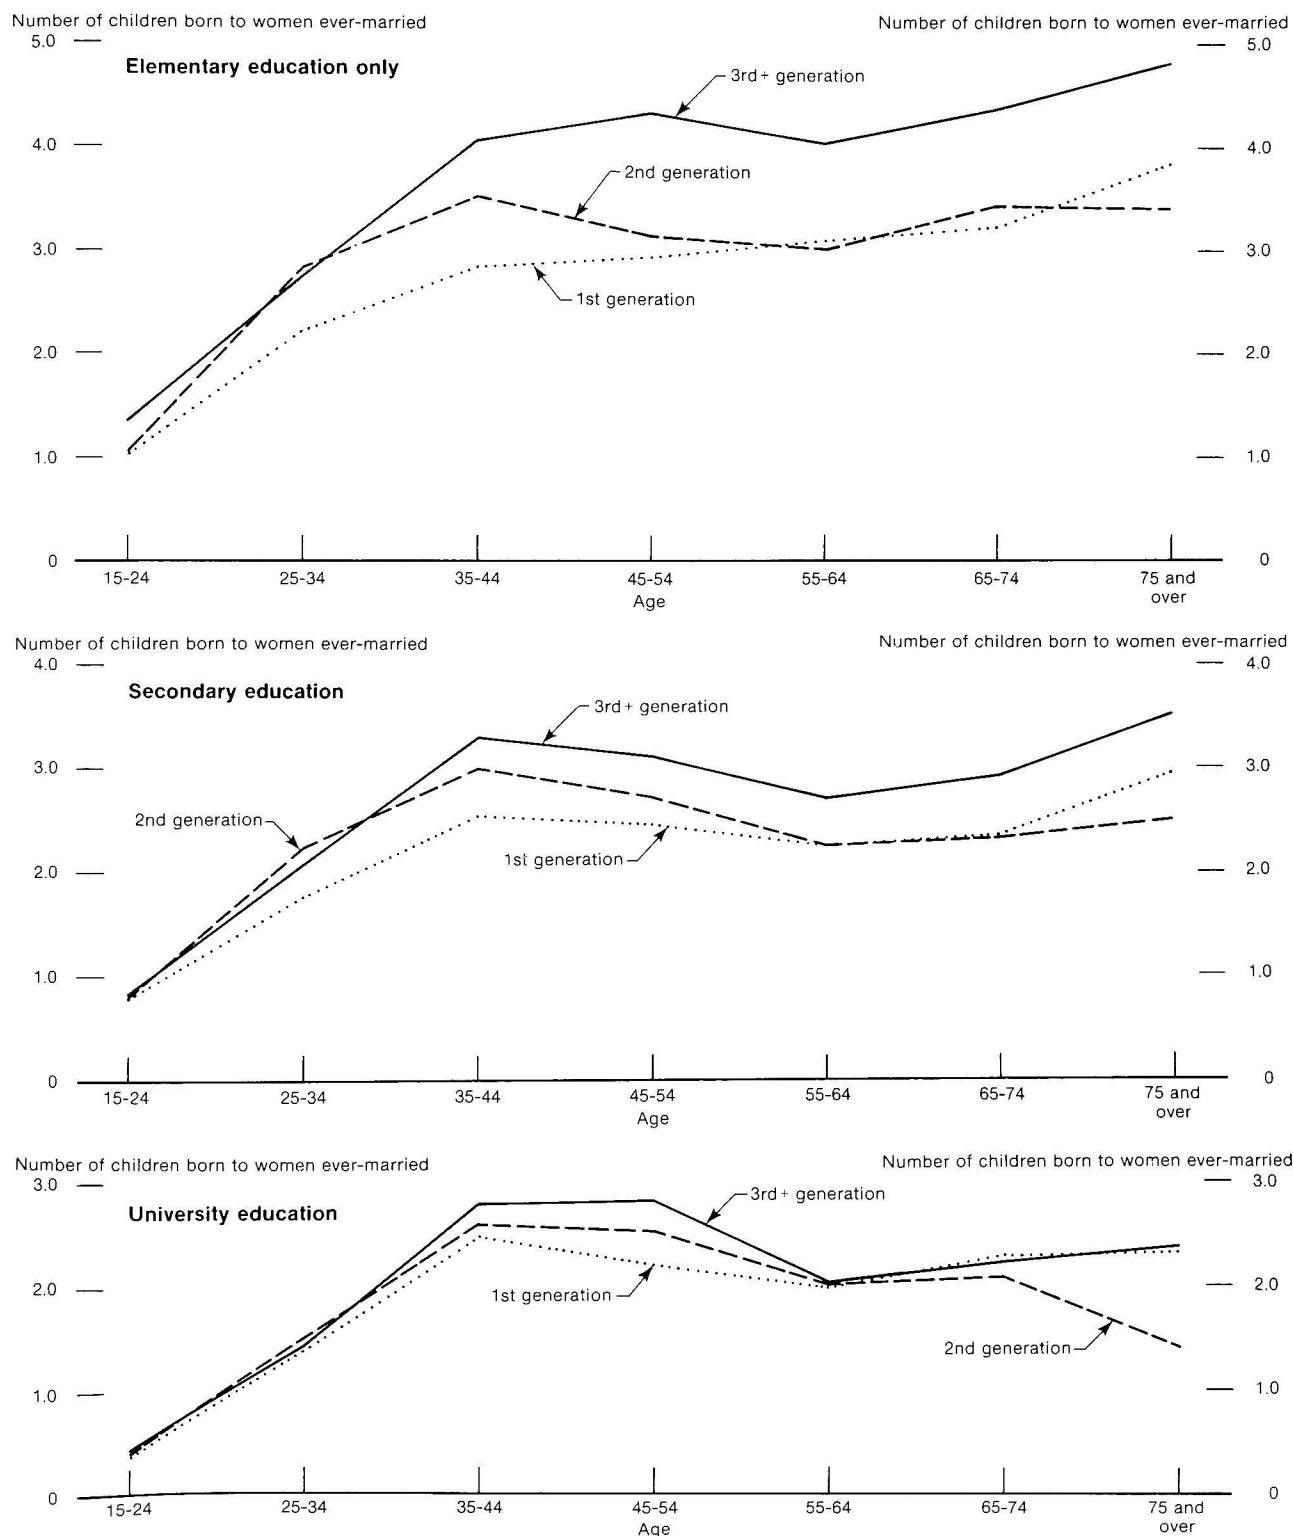 Number of children born to women ever-married Number of children born to women ever-married
5.0 5.0
Elementary education only
3rd+ generation
4.0 4.0
2nd generation
3.0 3.0
1st generation
2.0 2.0
1.0 1.0
0 0
15-24 25-34 35-44 45-54 55-64 65-74 75 and
Age over
Number of children born to women ever-married Number of children born to women ever-married
4.0 4.0
Secondary education
3rd+ generation
3.0 3.0
2nd generation
1st generation
2.0 2.0
1.0 1.0
0 0
15-24 25-34 35-44 45-54 55-64 65-74 75 and
Age over
Number of children born to women ever-married Number of children born to women ever-married
3.0 3.0
3rd+ generation
University education
2.0 2.0
1st generation
2nd generation
1.0 1.0
0 0
15-24 25-34 35-44 45-54 55-64 65-74 75 and
Age over